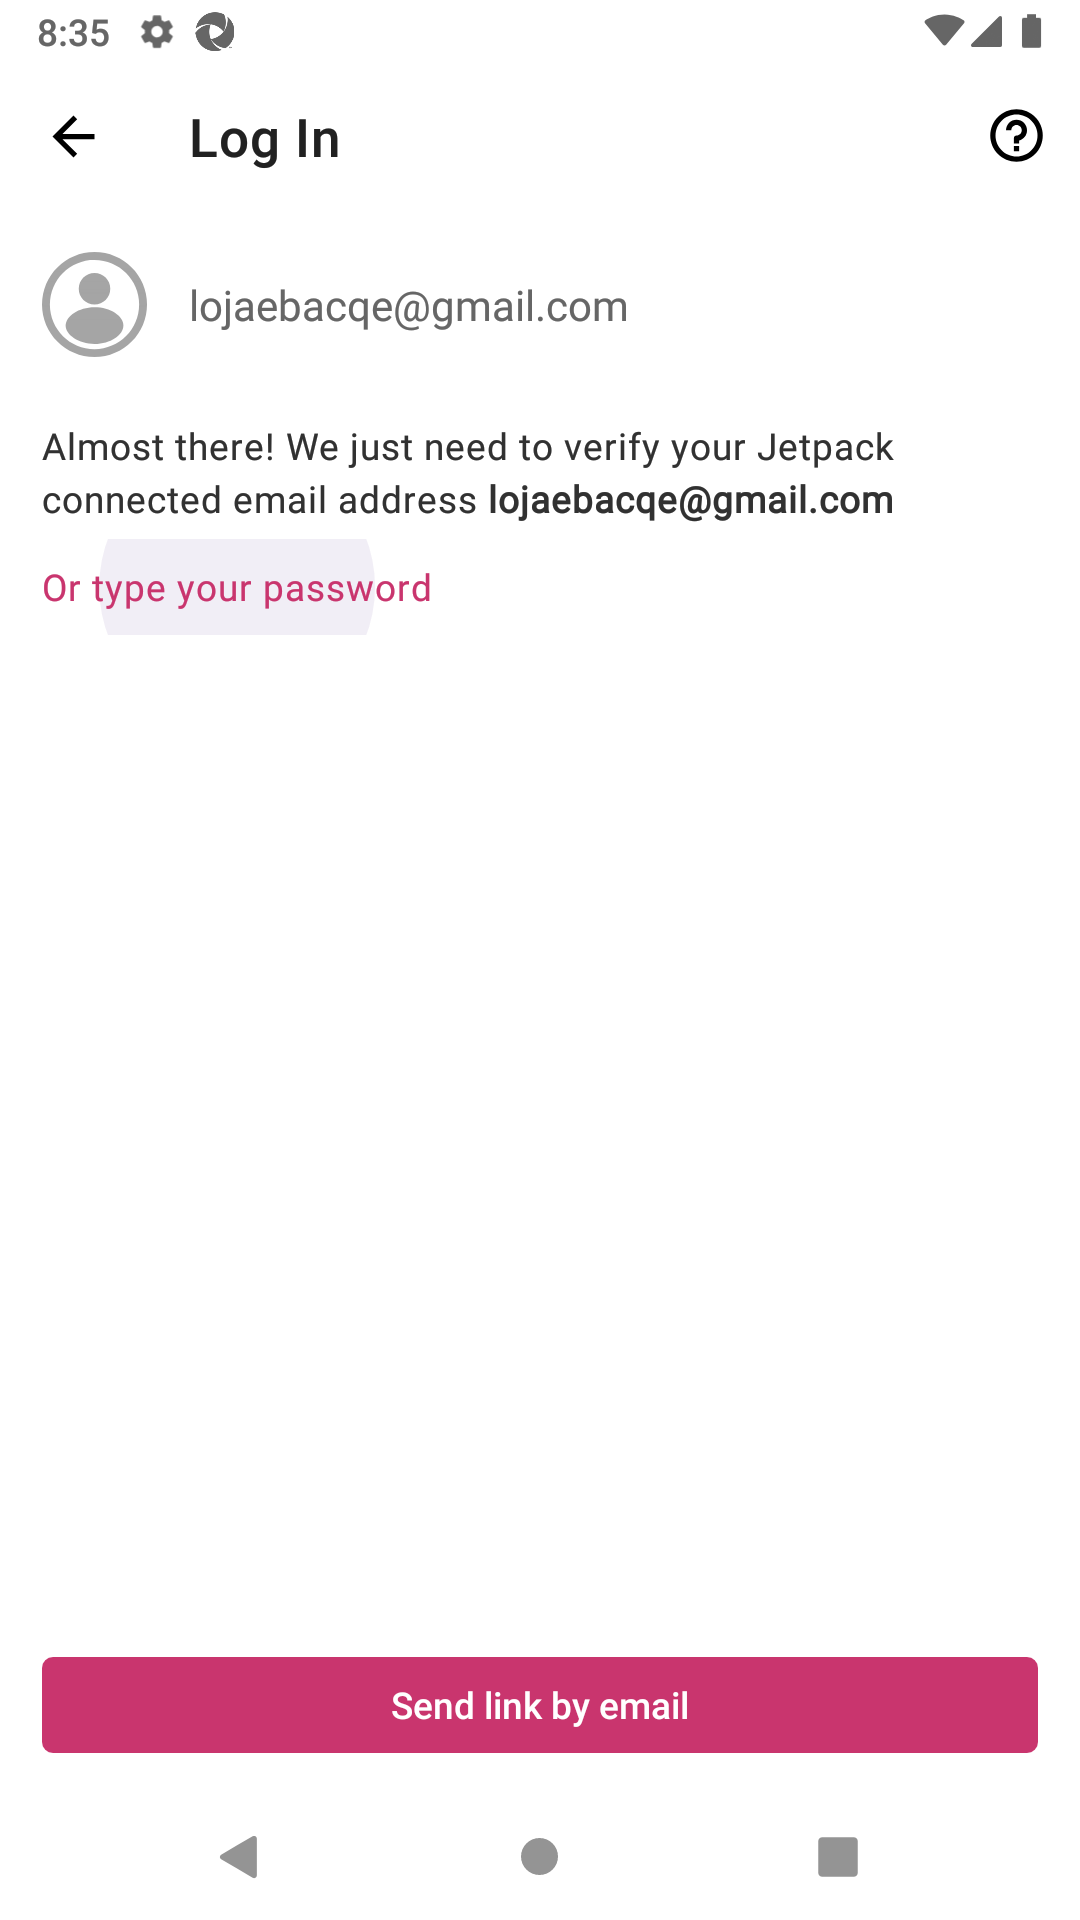 8:35
Log In
lojaebacqe@gmail.com
Almost there! We just need to verify your Jetpack
connected email address lojaebacqe@gmail.com
Or type your password
Send link by email